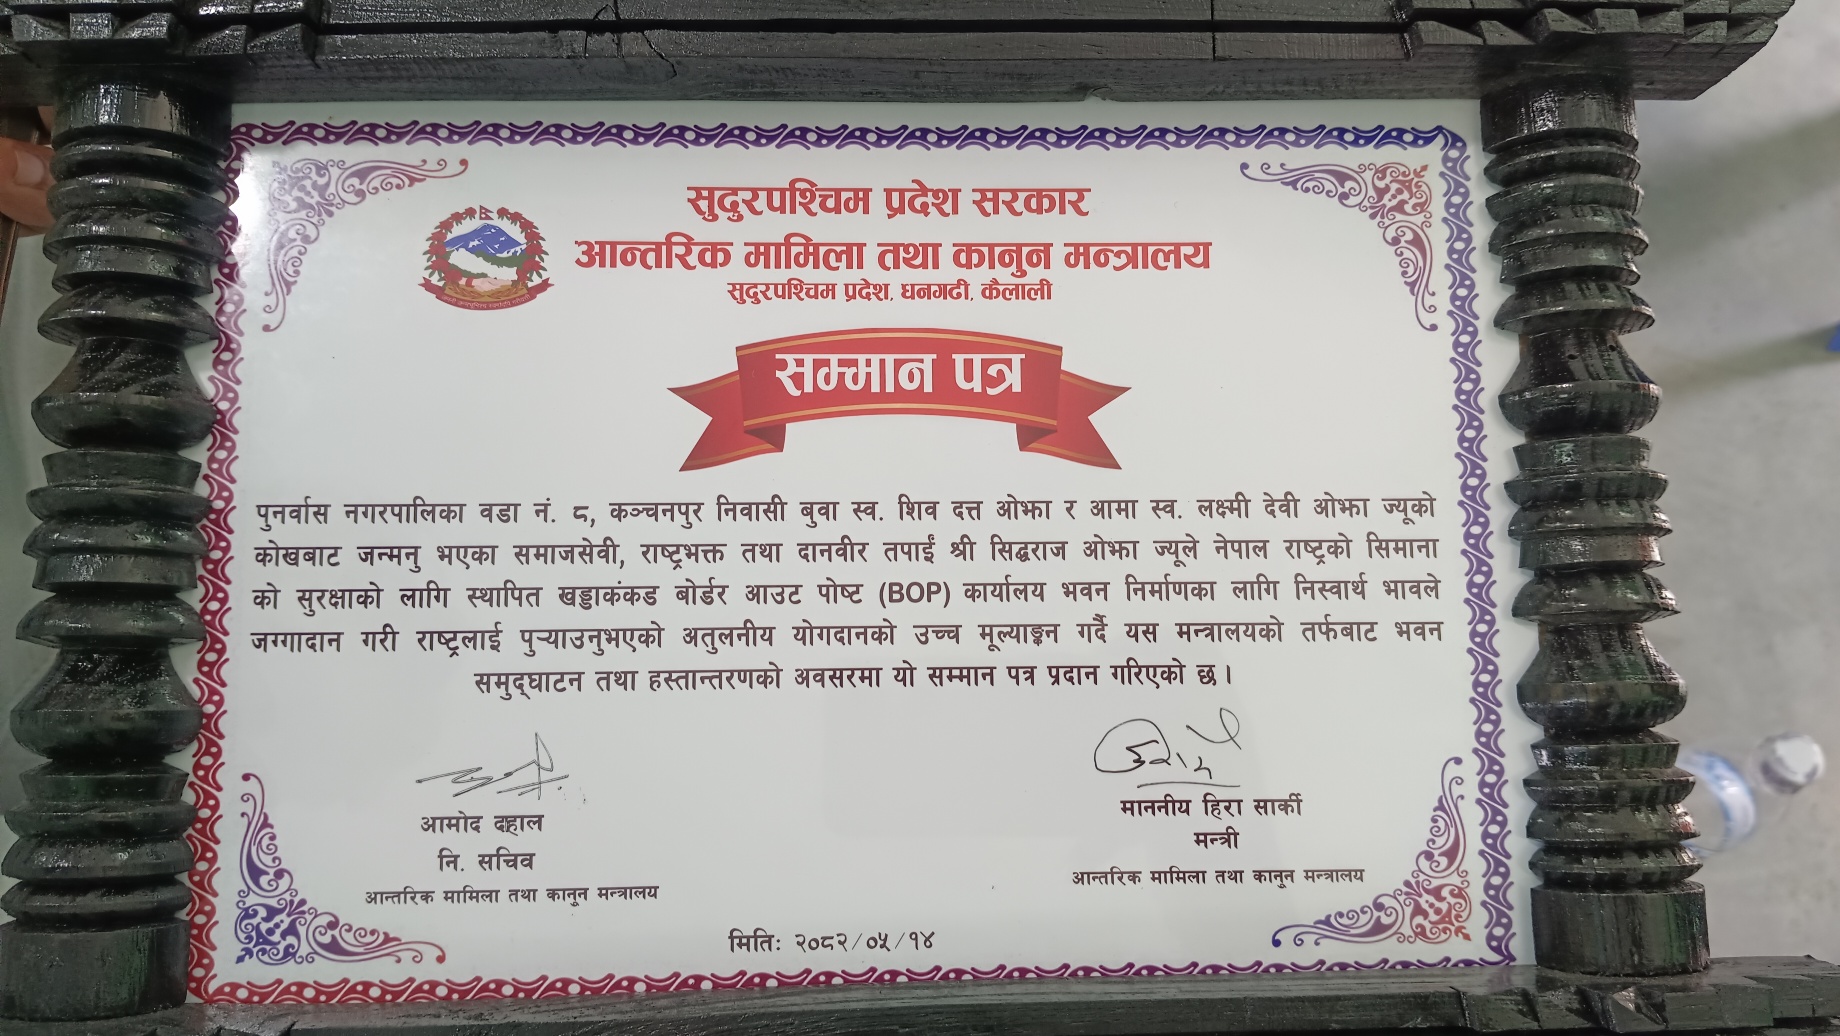 सुदुरपश्चिम प्रदेश सरकार
आन्तरिक मामिला तथा कानुन मन्त्रालय
सुदुरपश्चिम प्रदेश, धनगढी, कैलाली
सम्मान पत्र
पुनर्वास नगरपालिका वडा नं. ८, कञ्चनपुर निवासी बुवा स्व. शिव दत्त ओझा र आमा स्व. लक्ष्मी देवी ओझा ज्यूको
कोखबाट जन्मनु भएका समाजसेवी, राष्ट्रभक्त तथा दानवीर तपाईं श्री सिद्धराज ओझा ज्यूले नेपाल राष्ट्रको सिमाना
को सुरक्षाको लागि स्थापित खड्डाकंकड बोर्डर आउट पोष्ट (BOP) कार्यालय भवन निर्माणका लागि निस्वार्थ भावले
जग्गादान गरी राष्ट्रलाई पुऱ्याउनुभएको अतुलनीय योगदानको उच्च मूल्याङ्कन गर्दै यस मन्त्रालयको तर्फबाट भवन
समुद्घाटन तथा हस्तान्तरणको अवसरमा यो सम्मान पत्र प्रदान गरिएको छ।
आमोद दहाल
नि. सचिव
आन्तरिक मामिला तथा कानुन मन्त्रालय
माननीय हिरा सार्की
मन्त्री
आन्तरिक मामिला तथा कानुन मन्त्रालय
मितिः २०८२/०५/१४